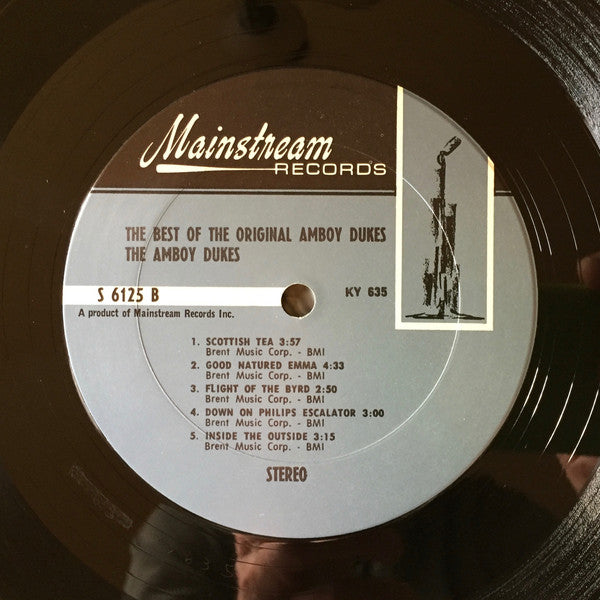 Mainstream
RECORDS
THE BEST OF THE ORIGINAL AMBOY DUKES
THE AMBOY DUKES
S 6125 B
KY 635
A product of Mainstream Records Inc.
1. SCOTTISH TEA 3:57
Brent Music Corp. - BMI
2. GOOD NATURED EMMA 4:33
Brent Music Corp. - BMI
3. FLIGHT OF THE BYRD 2:50
Brent Music Corp. - BMI
4. DOWN ON PHILIPS ESCALATOR 3:00
Brent Music Corp. - BMI
5. INSIDE THE OUTSIDE 3:15
Brent Music Corp. - BMI
STEREO